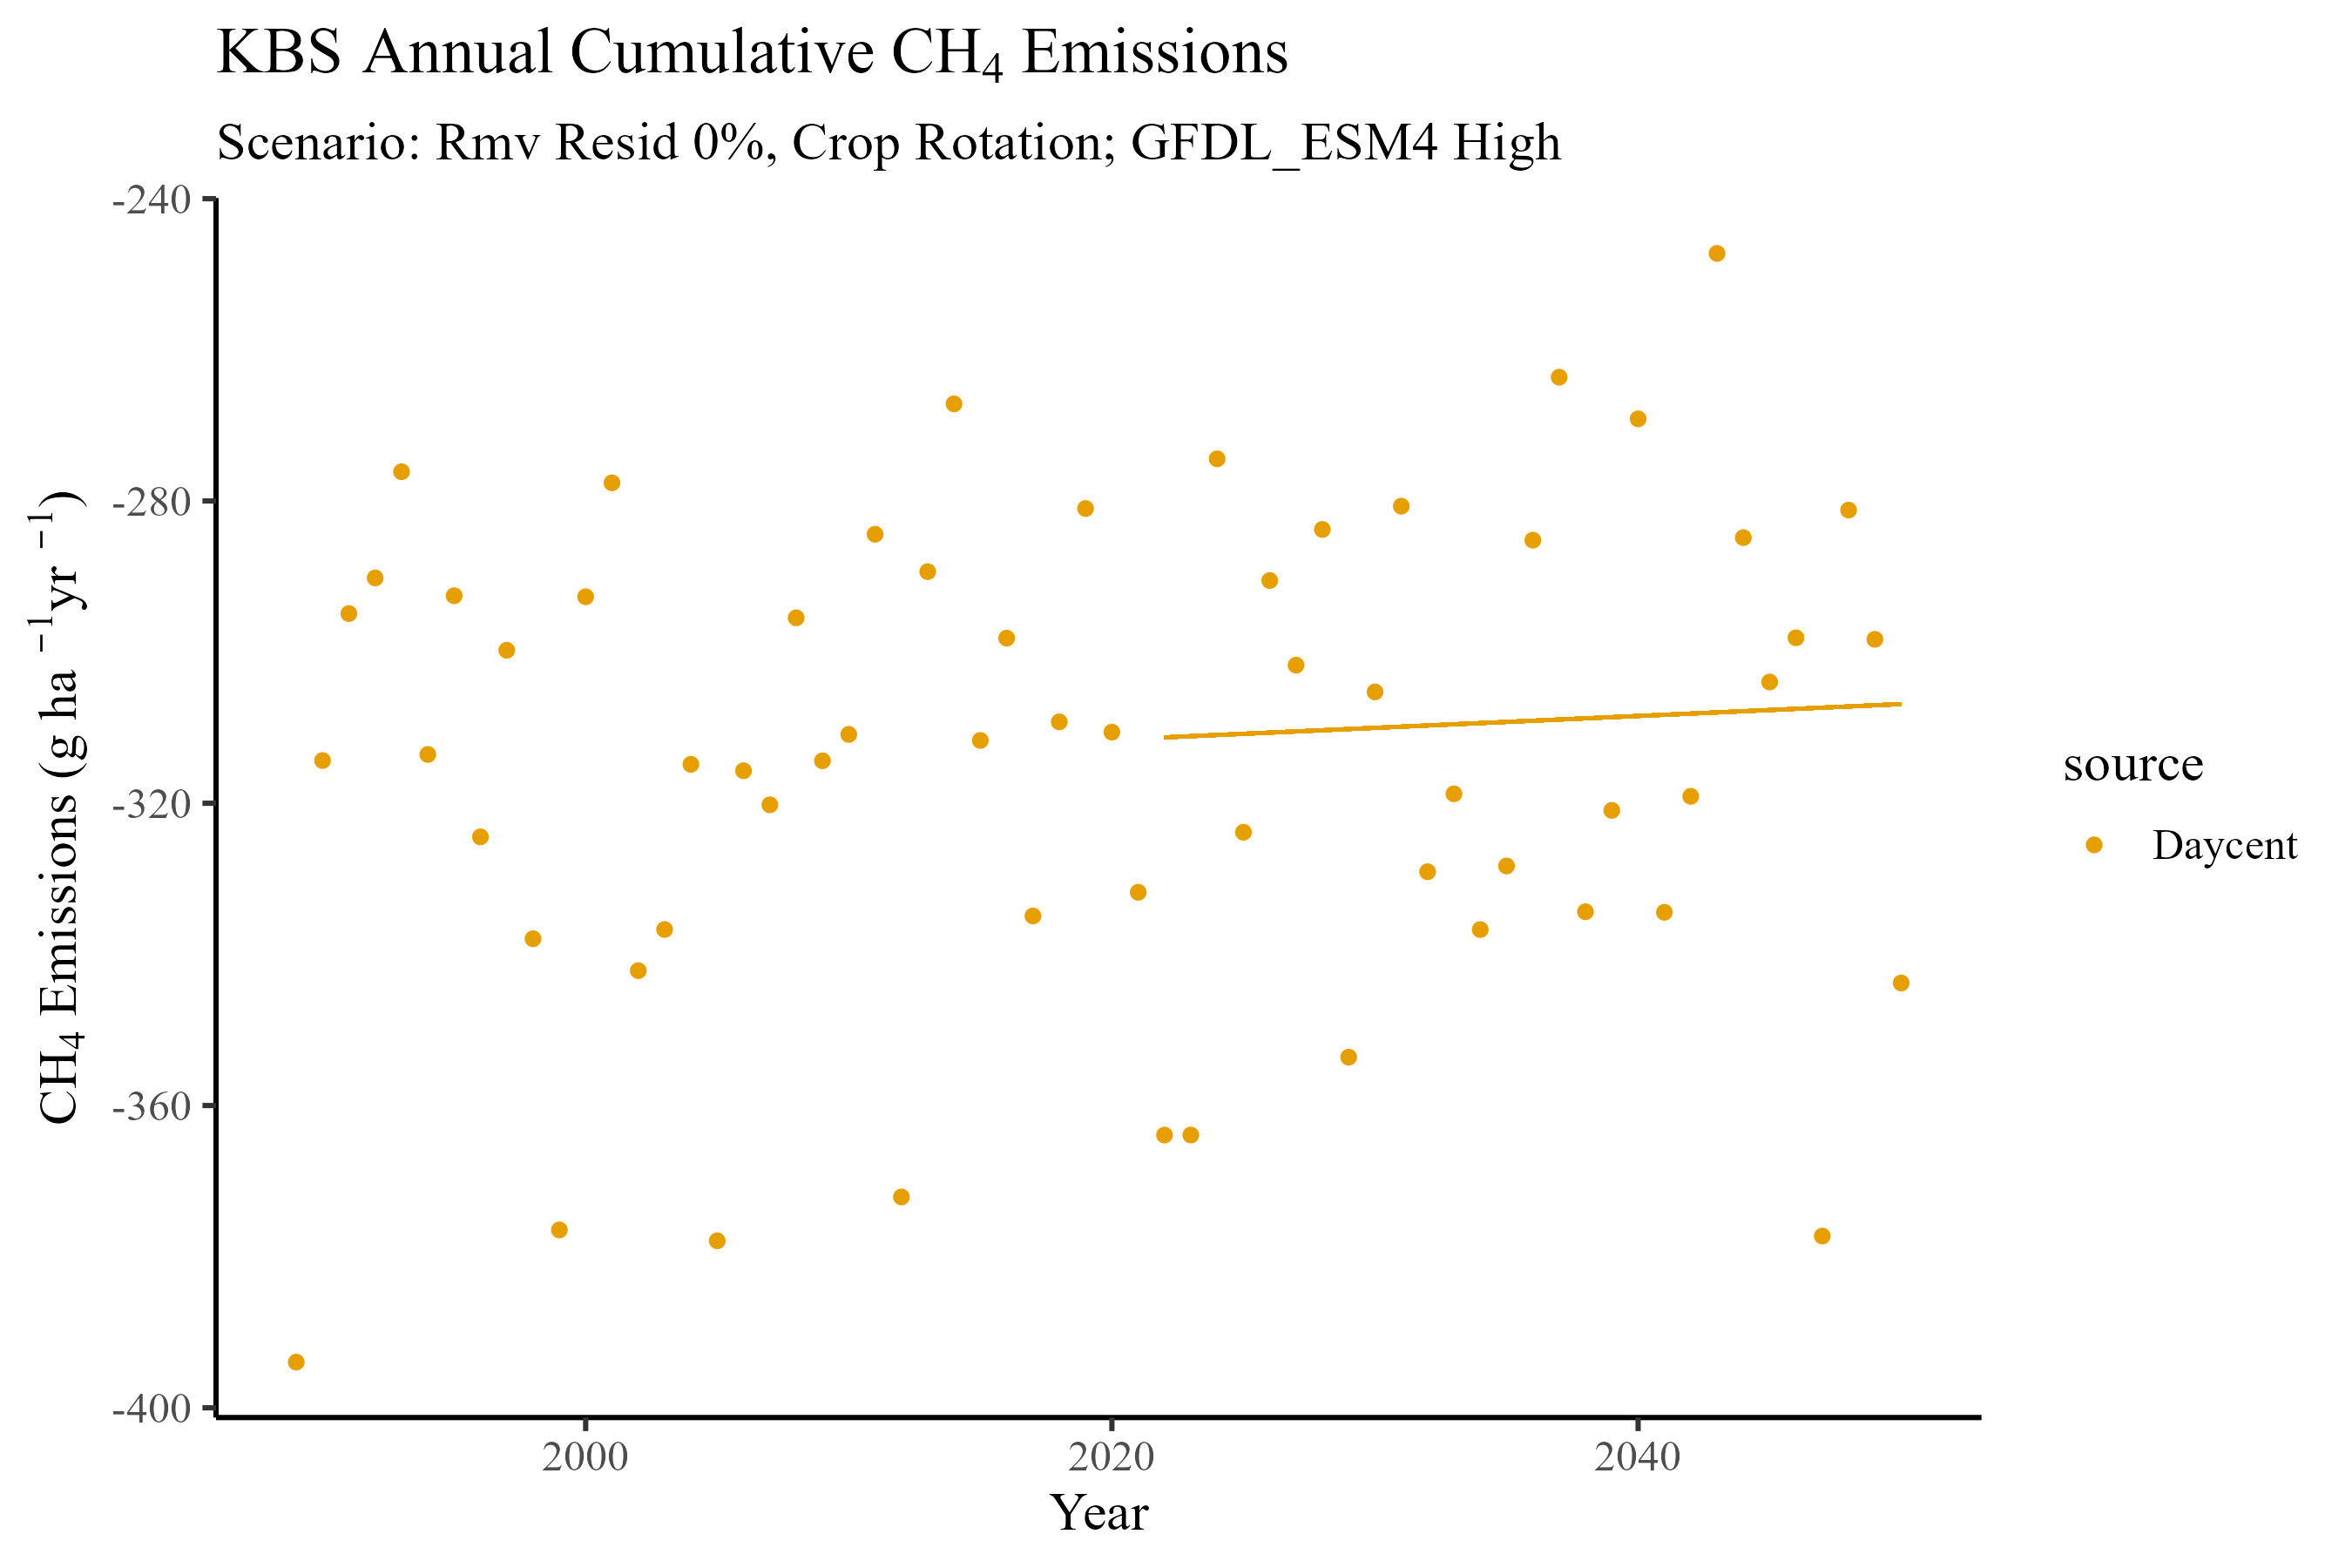 KBS Annual Cumulative CH₄ Emissions
Scenario: Rmv Resid 0%, Crop Rotation; GFDL_ESM4 High
CH₄ Emissions (g ha ⁻¹yr ⁻¹)
-240
-280
-320
-360
-400
2000 2020 2040
Year
source
Daycent